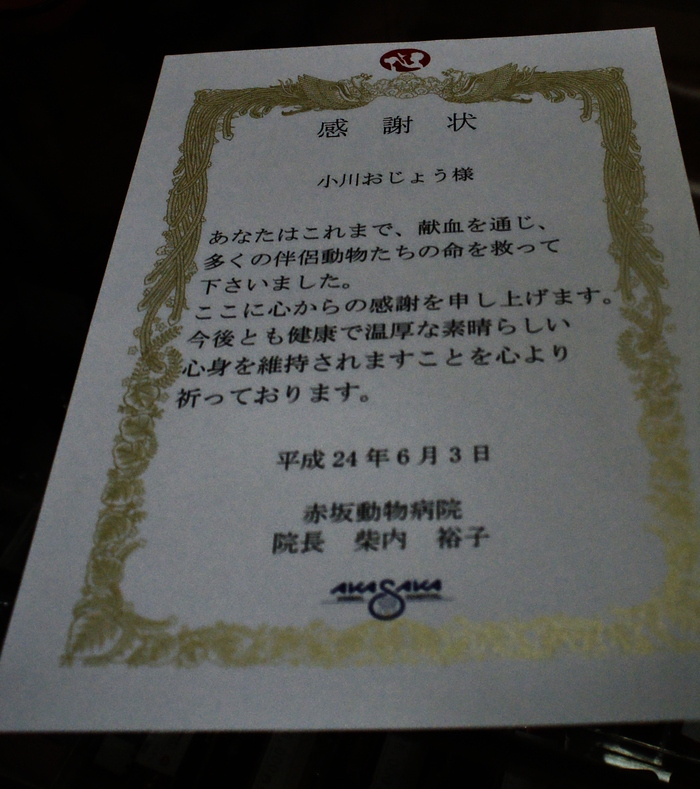 感謝状
小川おじょう様
あなたはこれまで、献血を通じ、
多くの伴侶動物たちの命を救って
下さいました。
ここに心からの感謝を申し上げます。
今後とも健康で温厚な素晴らしい
心身を維持されますことを心より
祈っております。
平成24年6月3日
赤坂動物病院
院長 柴内 裕子
AKASAKA